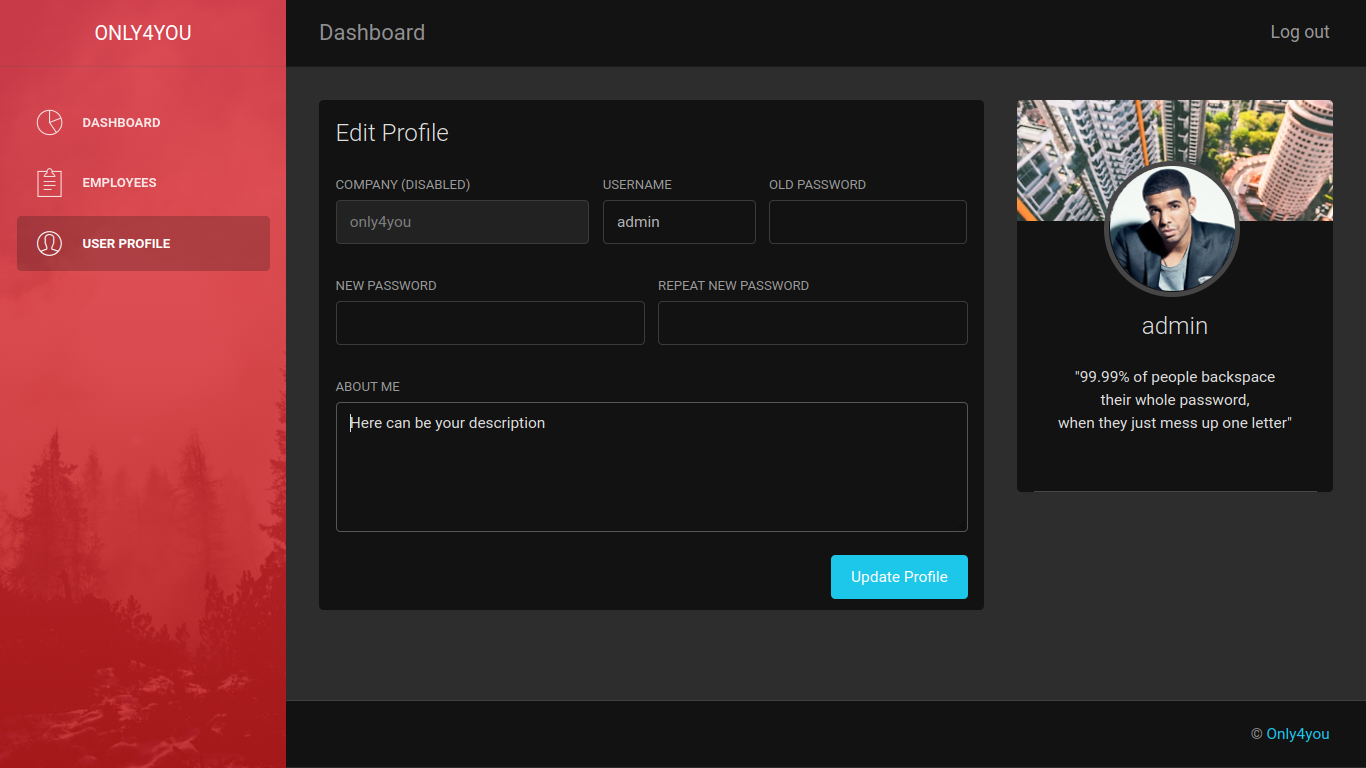 ONLY4YOU
Dashboard
Log out
DASHBOARD
EMPLOYEES
USER PROFILE
Edit Profile
COMPANY (DISABLED)
USERNAME
OLD PASSWORD
only4you
admin
NEW PASSWORD
REPEAT NEW PASSWORD
ABOUT ME
Here can be your description
Update Profile
admin
"99.99% of people backspace
their whole password,
when they just mess up one letter"
© Only4you